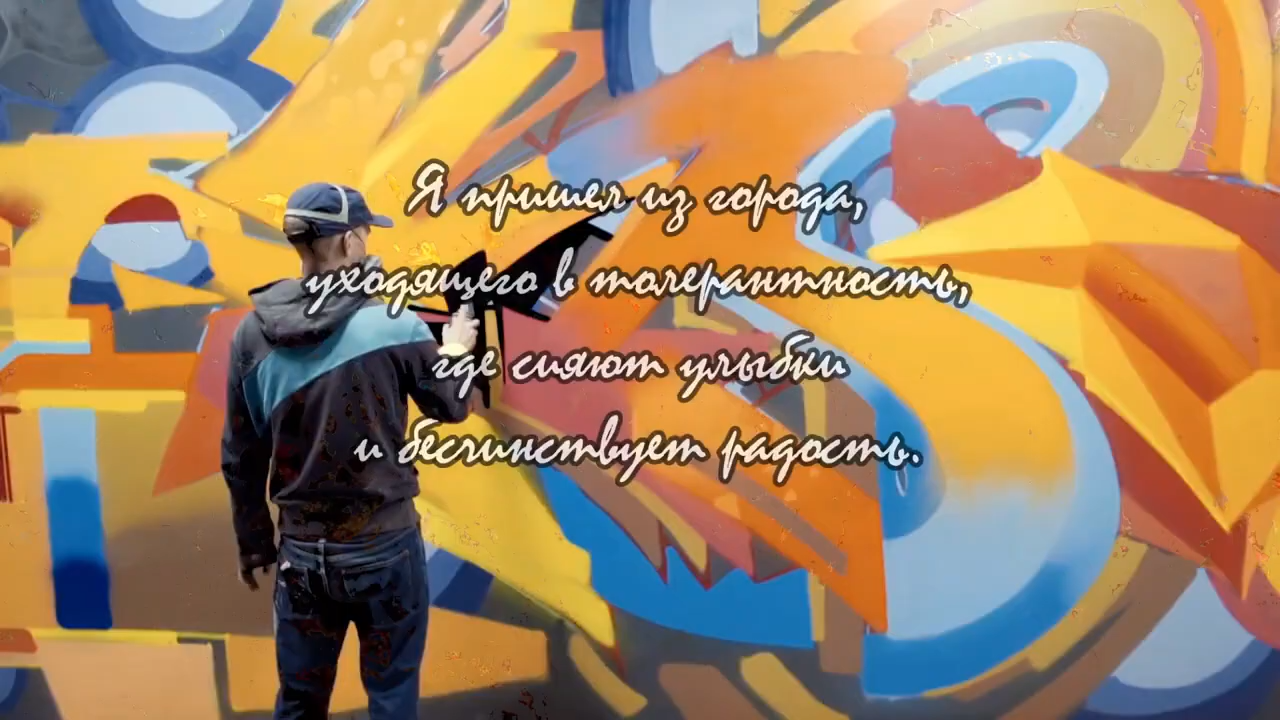 Я пришел из города,
уходящего в толерантность,
где сияют улыбки
и бесчинствует радость.